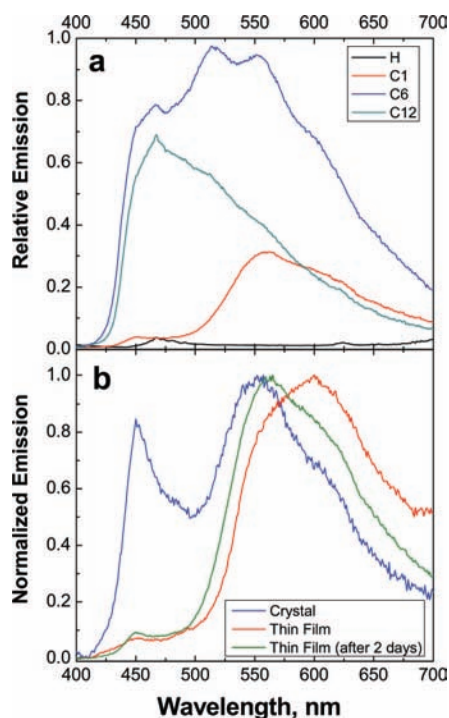 a
H
C1
C6
C12
Relative Emission
1.0
0.8
0.6
0.4
0.2
0.0
400 450 500 550 600 650 700
b
Normalized Emission
1.0
0.8
0.6
0.4
0.2
0.0
Crystal
Thin Film
Thin Film (after 2 days)
400 450 500 550 600 650 700
Wavelength, nm